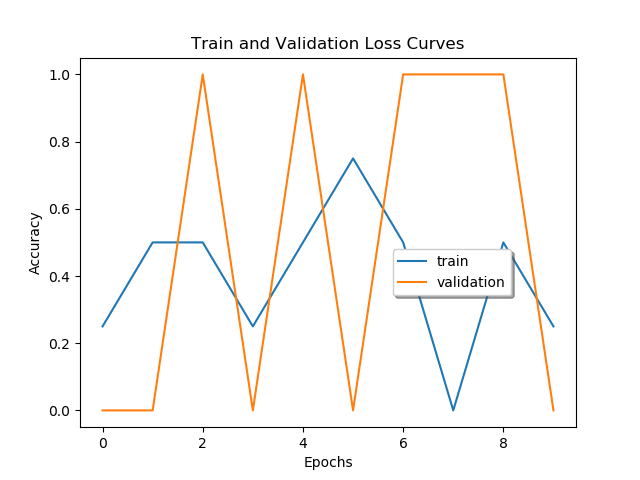 Train and Validation Loss Curves
Accuracy
1.0
0.8
0.6
0.4
0.2
0.0
train
validation
0 2 4 6 8
Epochs